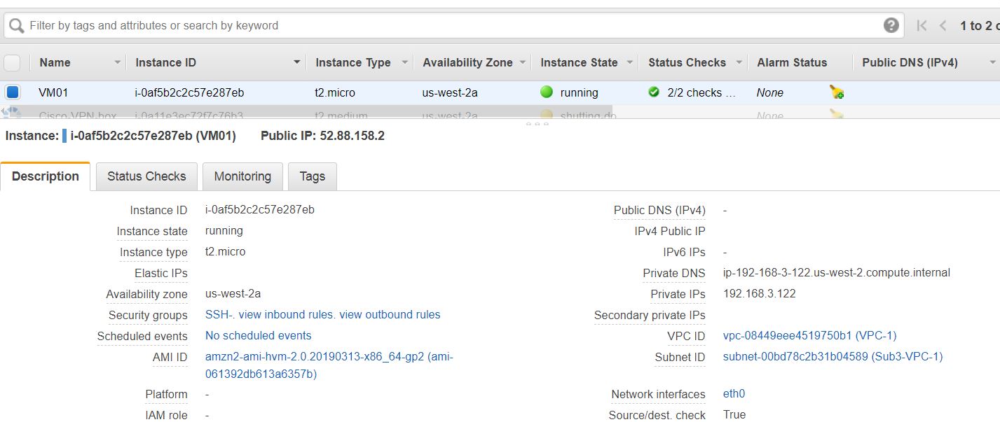 Filter by tags and attributes or search by keyword ? 1 to 2 o
Name Instance ID Instance Type Availability Zone Instance State Status Checks Alarm Status Public DNS (IPv4)
VM01 i-0af5b2c2c57e287eb t2.micro us-west-2a running 2/2 checks ... None
Cisco-VPN-box i-0a11e3ec72f7c76b3 t2.medium us-west-2a shutting-do None
Instance: i-0af5b2c2c57e287eb (VM01) Public IP: 52.88.158.2
Description Status Checks Monitoring Tags
Instance ID i-0af5b2c2c57e287eb Public DNS (IPv4) -
Instance state running IPv4 Public IP
Instance type t2.micro IPv6 IPs -
Elastic IPs Private DNS ip-192-168-3-122.us-west-2.compute.internal
Availability zone us-west-2a Private IPs 192.168.3.122
Security groups SSH-. view inbound rules. view outbound rules Secondary private IPs
Scheduled events No scheduled events VPC ID vpc-08449eee4519750b1 (VPC-1)
AMI ID amzn2-ami-hvm-2.0.20190313-x86_64-gp2 (ami- Subnet ID subnet-00bd78c2b31b04589 (Sub3-VPC-1)
061392db613a6357b)
Platform - Network interfaces eth0
IAM role - Source/dest. check True